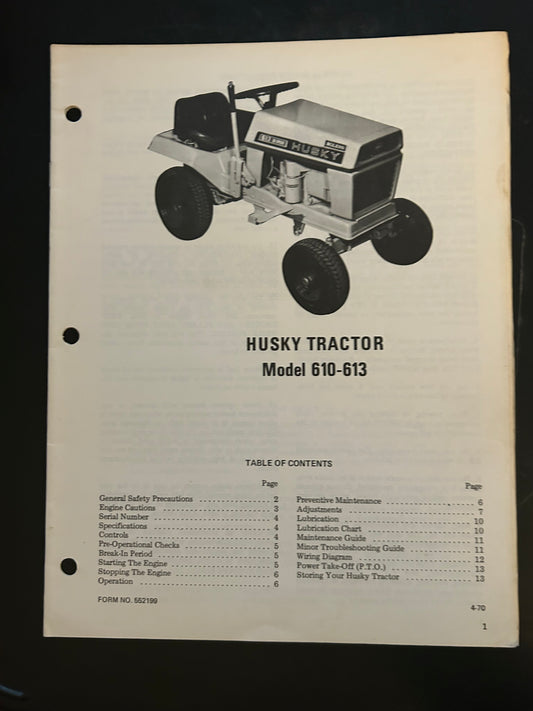 BOLENS
HUSKY
HUSKY TRACTOR
Model 610-613
TABLE OF CONTENTS
Page
General Safety Precautions 2
Engine Cautions 3
Serial Number 4
Specifications 4
Controls 4
Pre-Operational Checks 5
Break-In Period 5
Starting The Engine 5
Stopping The Engine 6
Operation 6
Page
Preventive Maintenance 6
Adjustments 7
Lubrication 10
Lubrication Chart 10
Maintenance Guide 11
Minor Troubleshooting Guide 11
Wiring Diagram 12
Power Take-Off (P.T.O.) 13
Storing Your Husky Tractor 13
FORM NO. 552199
4-70
1